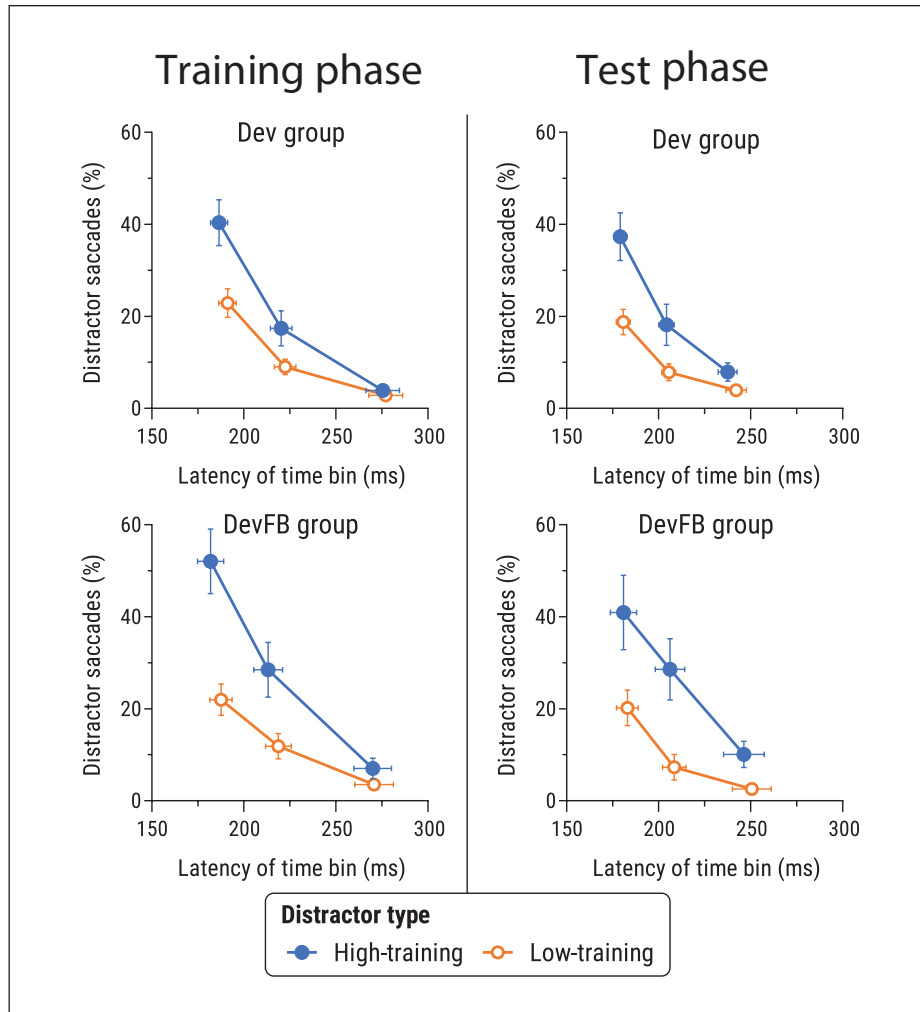 Training phase
Test phase
Dev group
60
40
20
0
Distractor saccades (%)
150 200 250 300
Latency of time bin (ms)
Dev group
60
40
20
0
Distractor saccades (%)
150 200 250 300
Latency of time bin (ms)
DevFB group
60
40
20
0
Distractor saccades (%)
150 200 250 300
Latency of time bin (ms)
DevFB group
60
40
20
0
Distractor saccades (%)
150 200 250 300
Latency of time bin (ms)
Distractor type
High-training Low-training